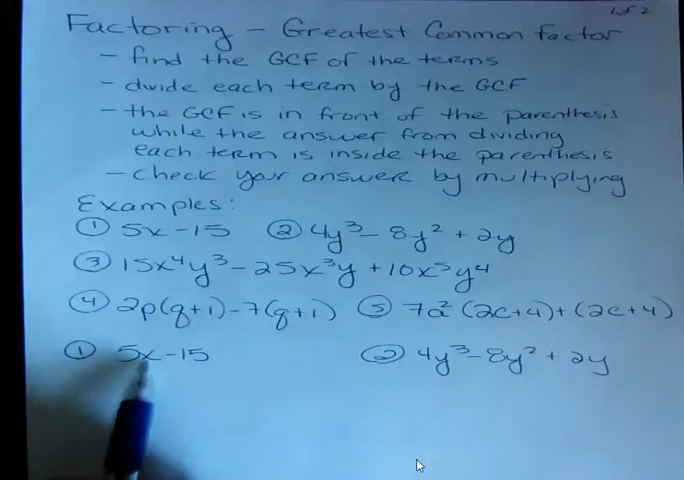 1 of 2
Factoring - Greatest Common factor
- find the GCF of the terms
- divide each term by the GCF
- the GCF is in front of the parenthesis
while the answer from dividing
each term is inside the parenthesis
- check your answer by multiplying
Examples:
① 5x - 15 ② 4y³ - 8y² + 2y
③ 15x⁴y³ - 25x³y + 10x⁵y⁴
④ 2p(q+1) - 7(q+1) ⑤ 7a²(2c+4) + (2c+4)
① 5x - 15 ② 4y³ - 8y² + 2y